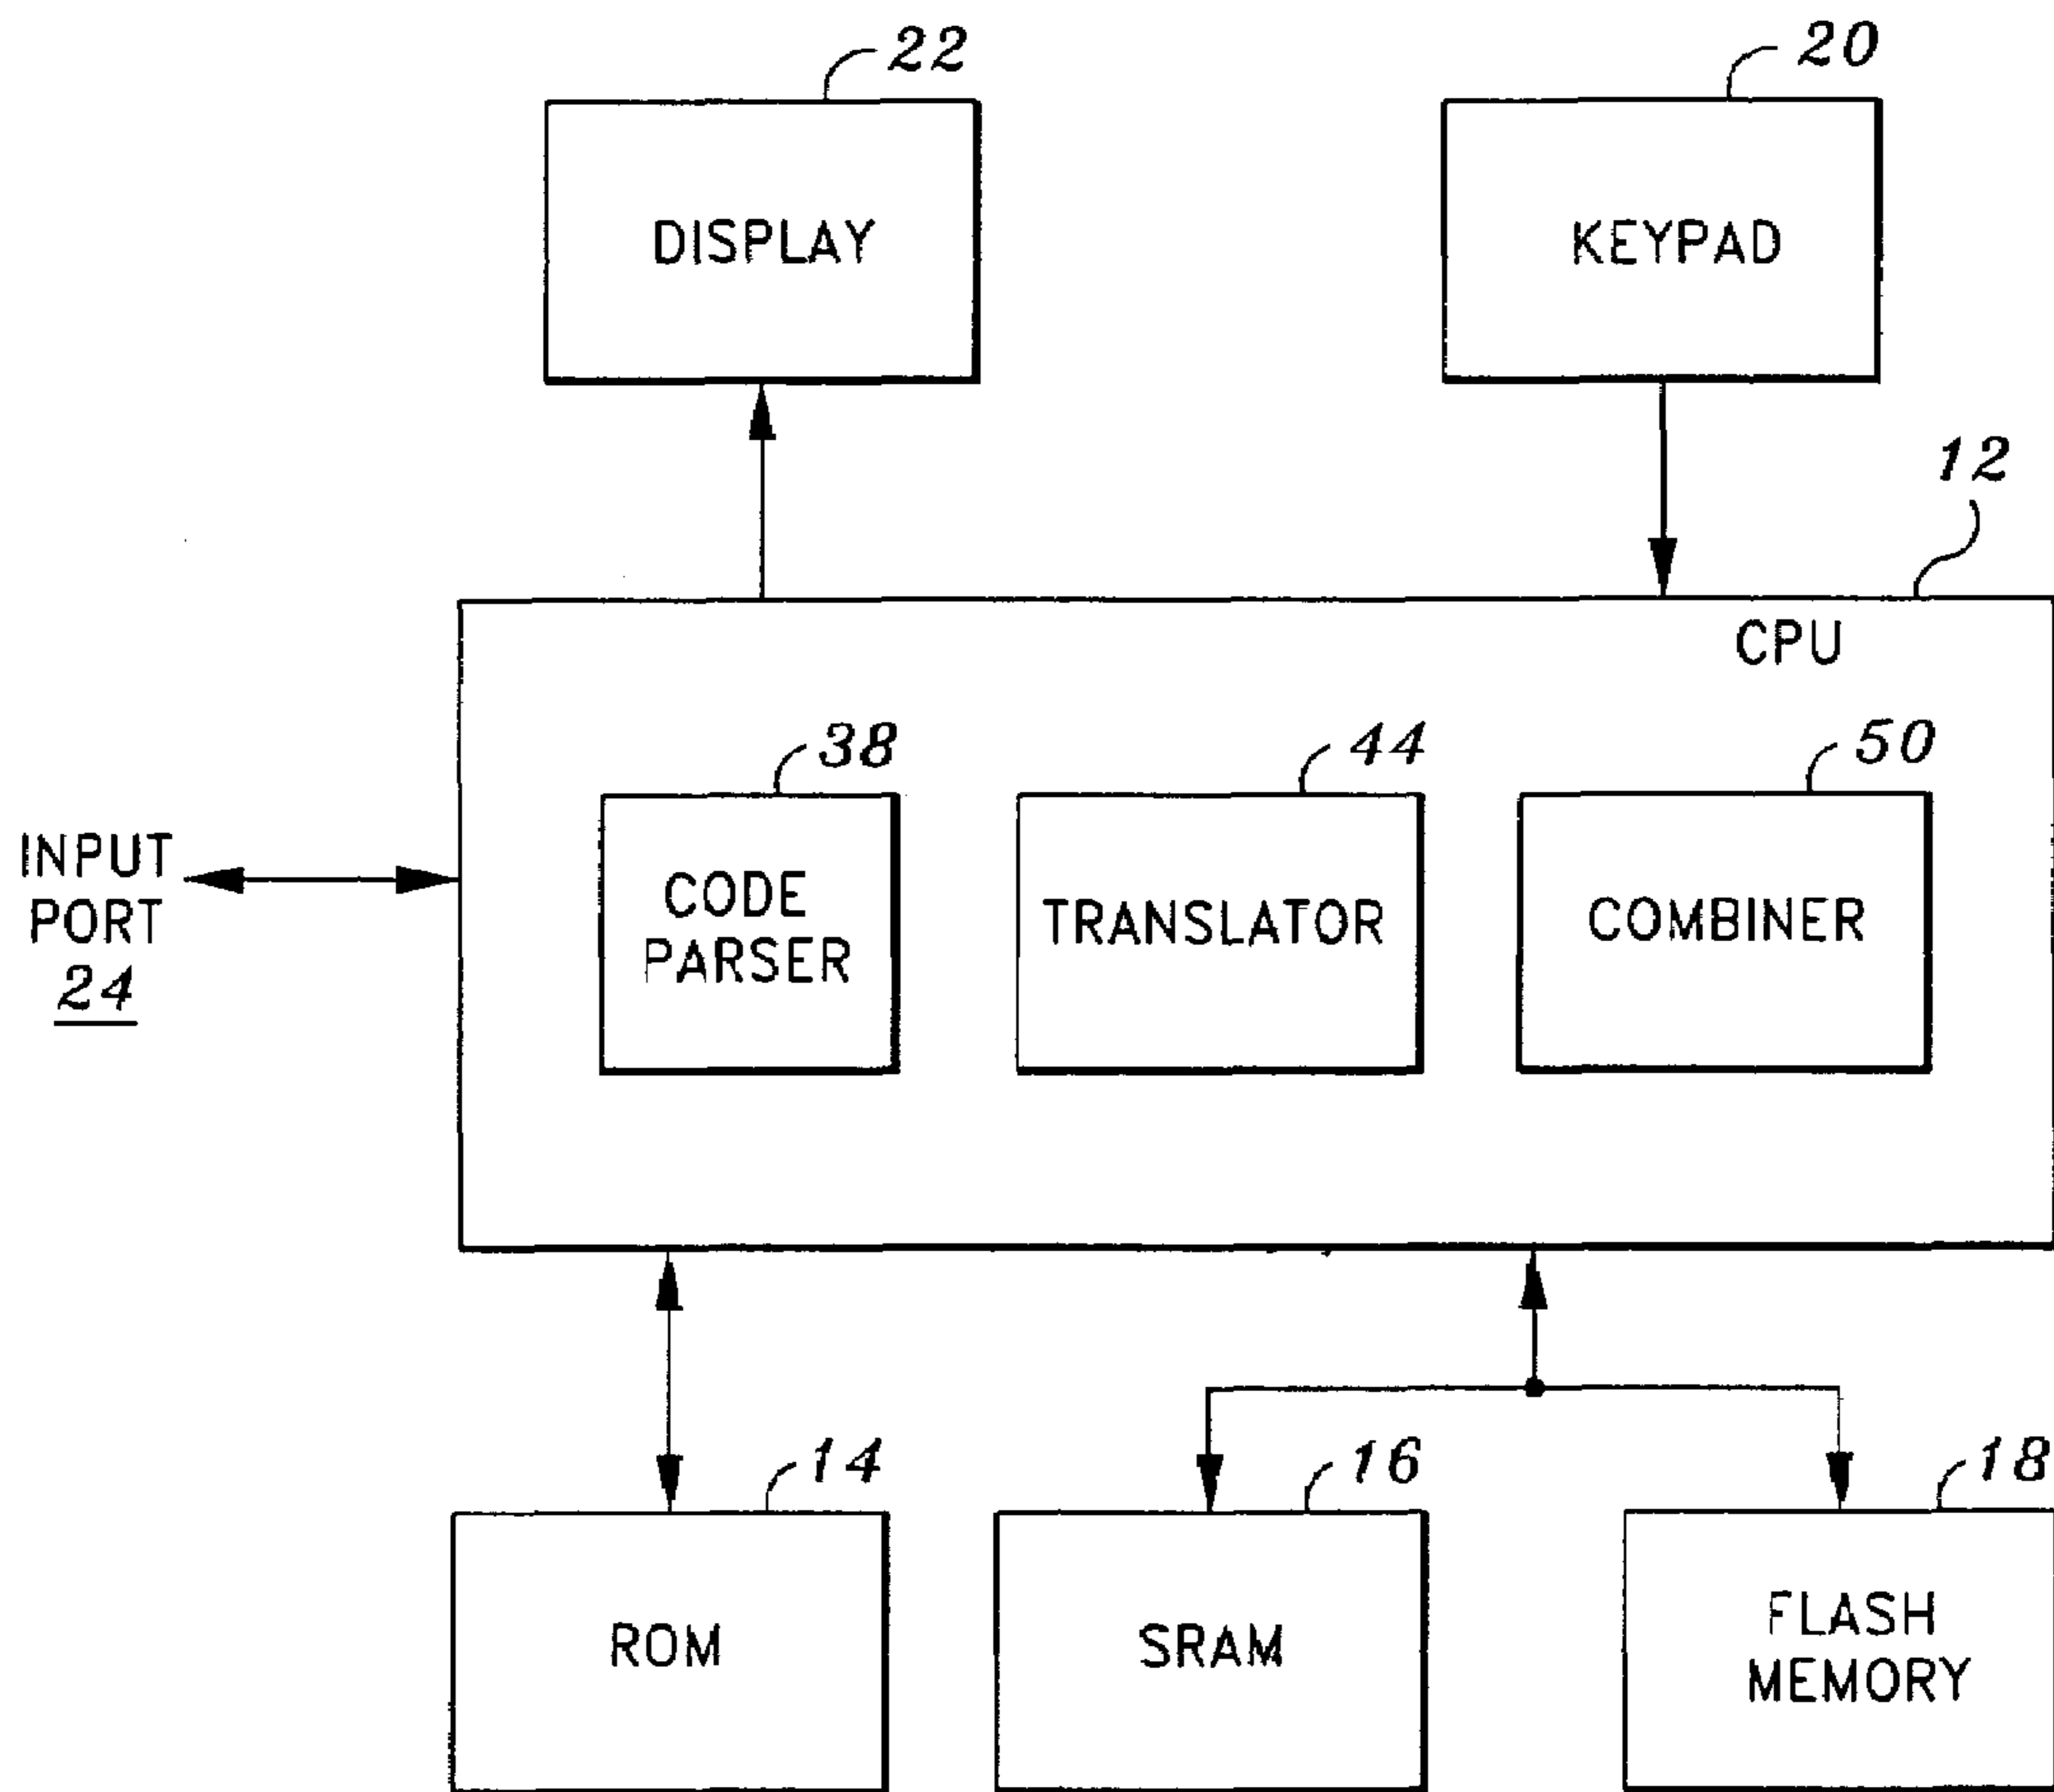 22
20
DISPLAY
KEYPAD
12
CPU
38
44
50
INPUT
PORT
24
CODE
PARSER
TRANSLATOR
COMBINER
14
16
18
ROM
SRAM
FLASH
MEMORY